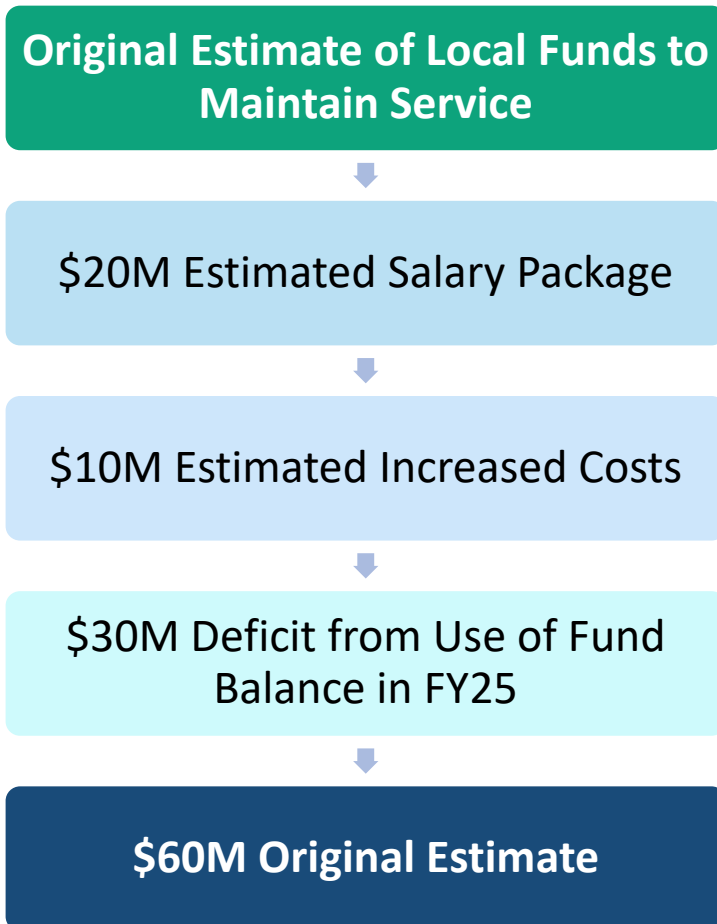 Original Estimate of Local Funds to
Maintain Service
$20M Estimated Salary Package
$10M Estimated Increased Costs
$30M Deficit from Use of Fund
Balance in FY25
$60M Original Estimate